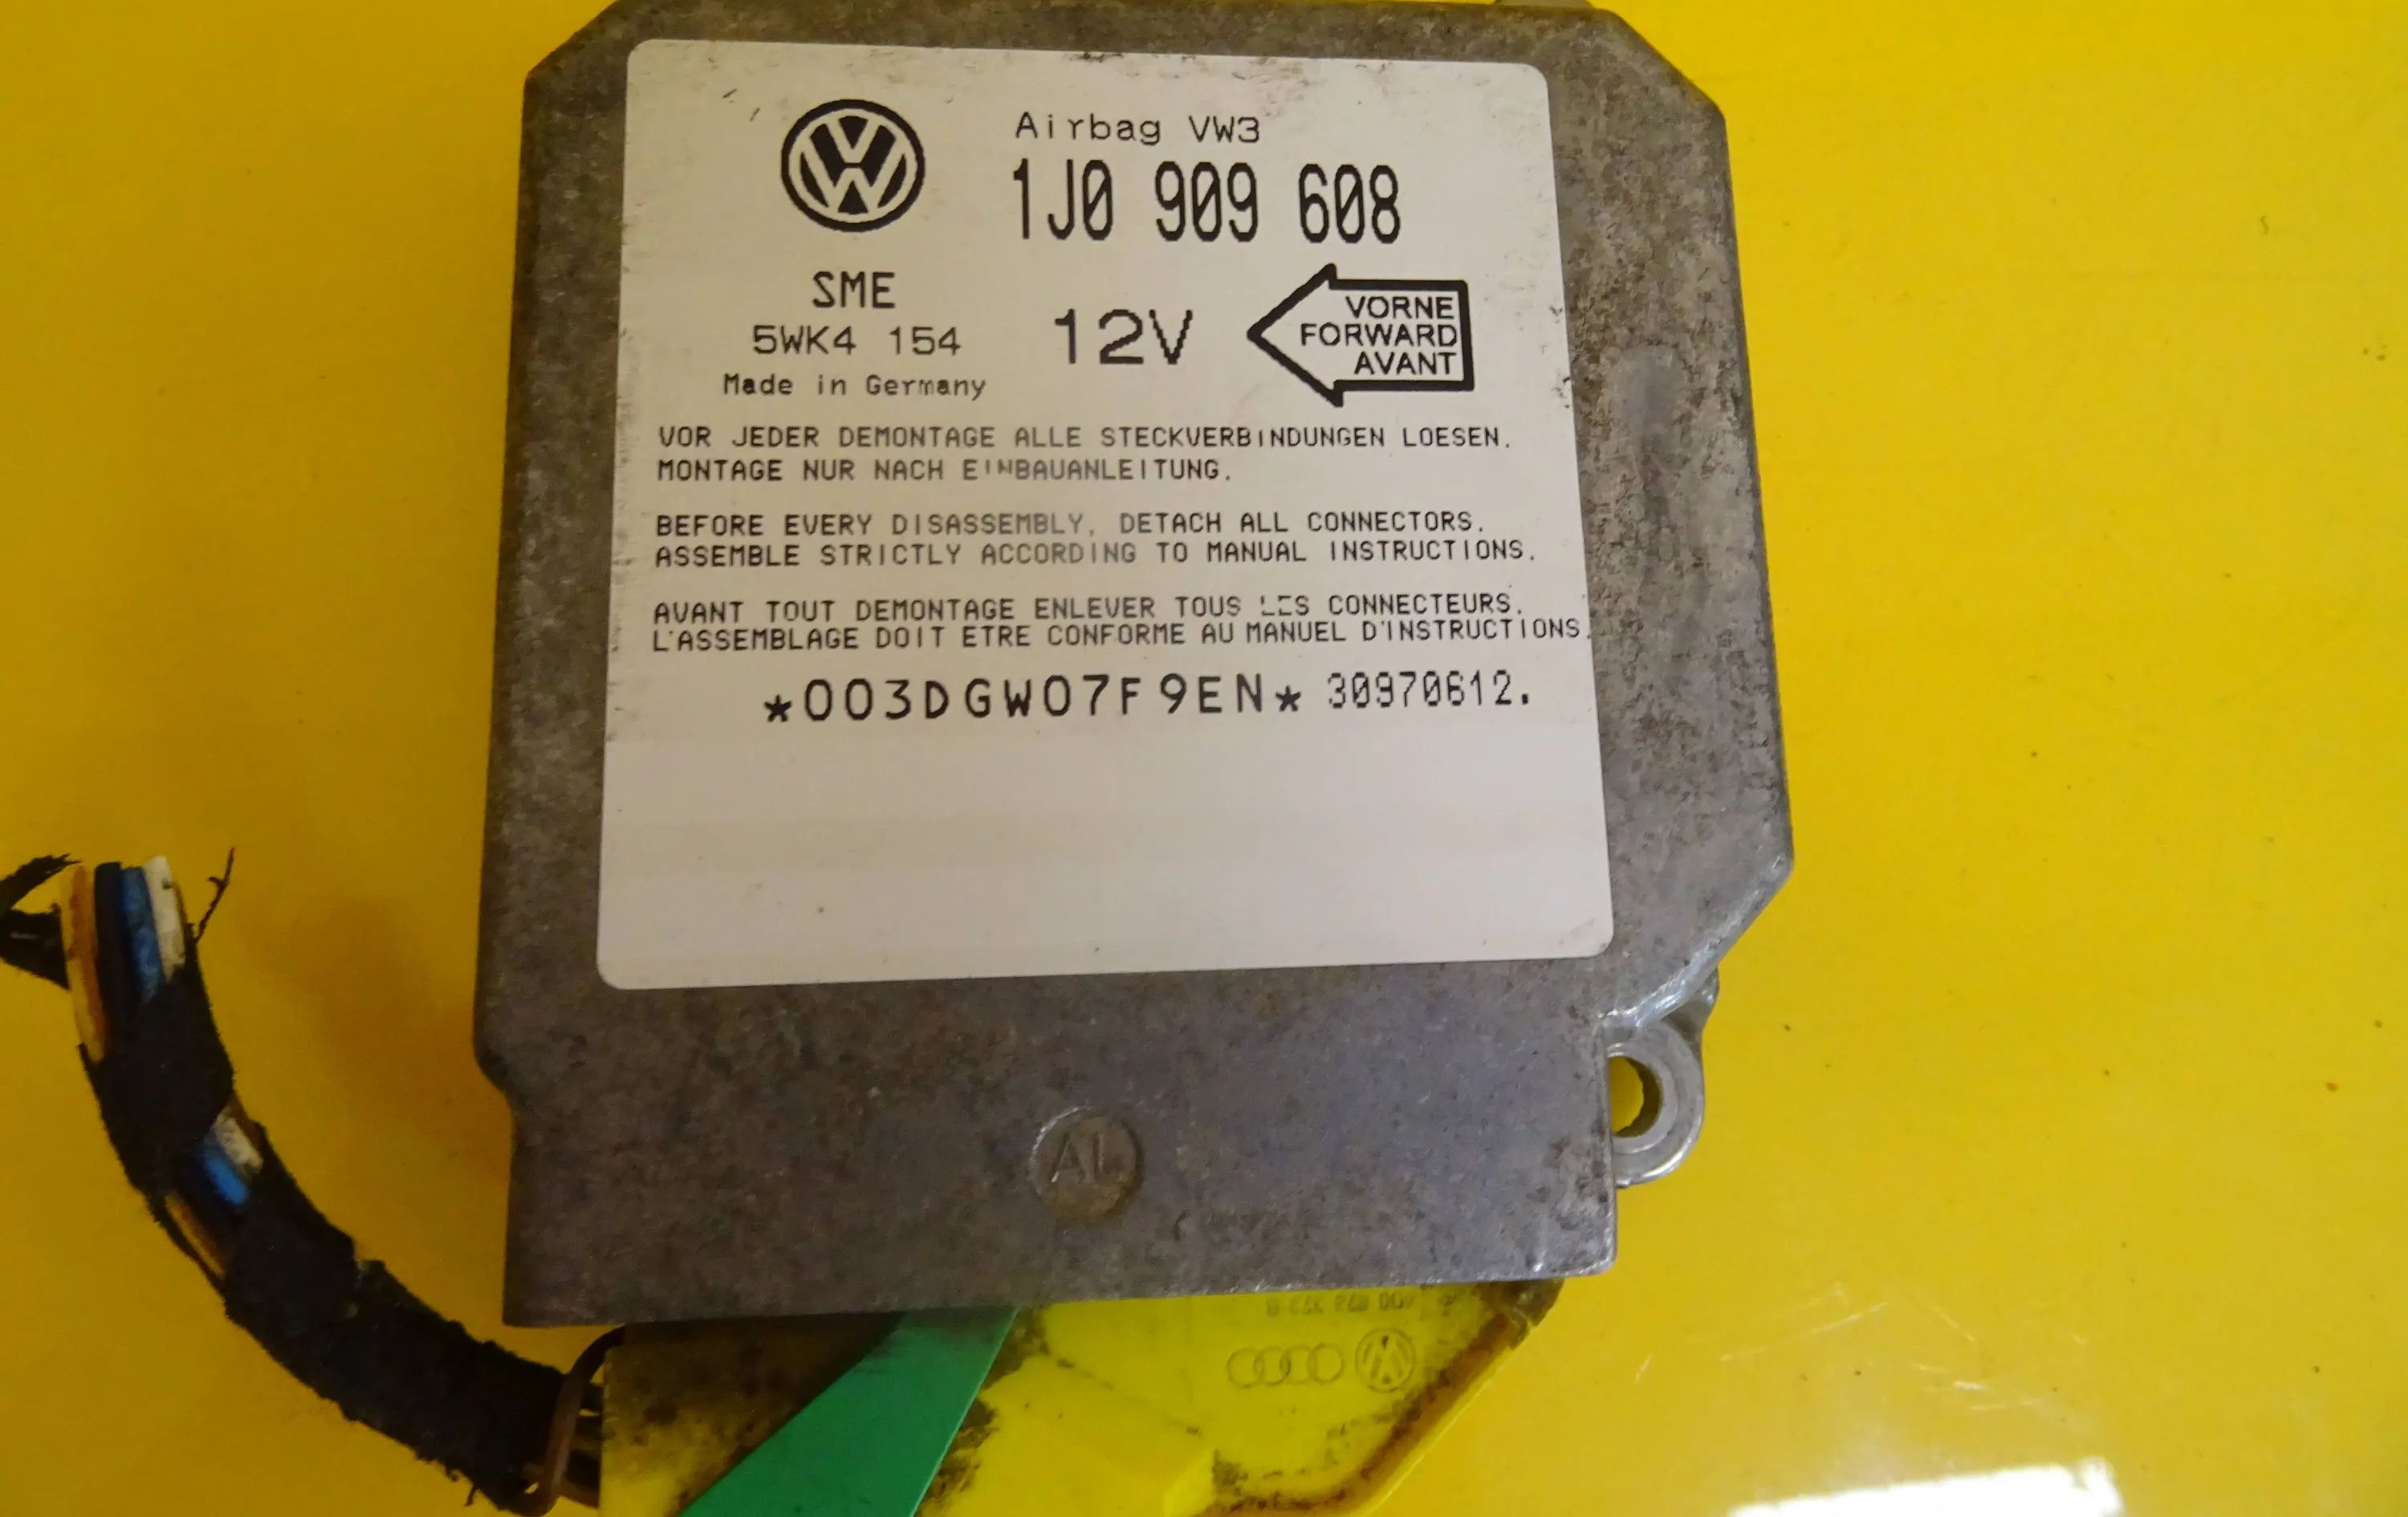 Airbag VW3
1J0 909 608
SME
5WK4 154
Made in Germany
12V
VORNE
FORWARD
AVANT
VOR JEDER DEMONTAGE ALLE STECKVERBINDUNGEN LOESEN.
MONTAGE NUR NACH EINBAUANLEITUNG.
BEFORE EVERY DISASSEMBLY, DETACH ALL CONNECTORS.
ASSEMBLE STRICTLY ACCORDING TO MANUAL INSTRUCTIONS.
AVANT TOUT DEMONTAGE ENLEVER TOUS LES CONNECTEURS.
L'ASSEMBLAGE DOIT ETRE CONFORME AU MANUEL D'INSTRUCTIONS.
*003DGW07F9EN* 30970612.
AL